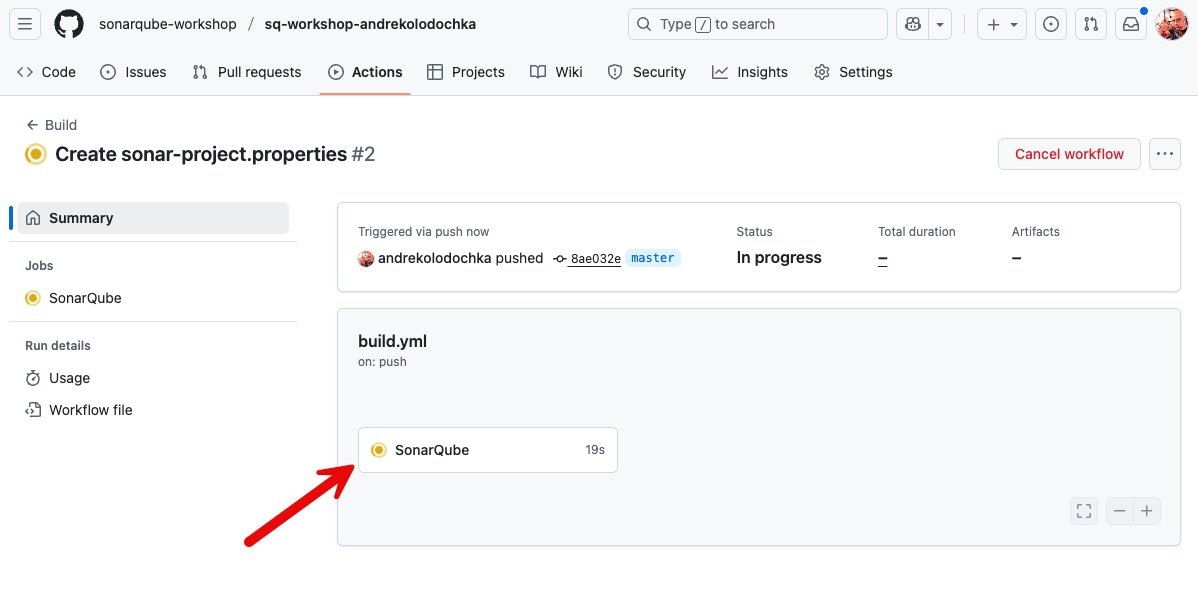 sonarqube-workshop / sq-workshop-andrekolodochka
Type / to search
Code
Issues
Pull requests
Actions
Projects
Wiki
Security
Insights
Settings
← Build
Create sonar-project.properties #2
Cancel workflow
Summary
Jobs
SonarQube
Run details
Usage
Workflow file
Triggered via push now
andrekolodochka pushed 8ae032e master
Status
In progress
Total duration
–
Artifacts
–
build.yml
on: push
SonarQube 19s